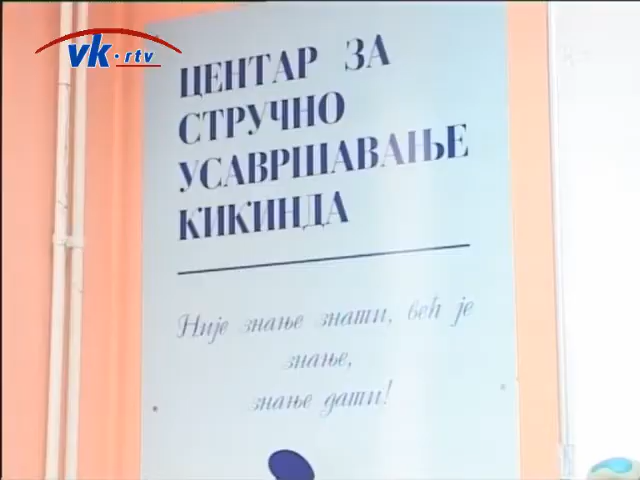 vk·rtv
ЦЕНТАР ЗА
СТРУЧНО
УСАВРШАВАЊЕ
КИКИНДА
Није знање знати, већ је
знање,
знање дати!